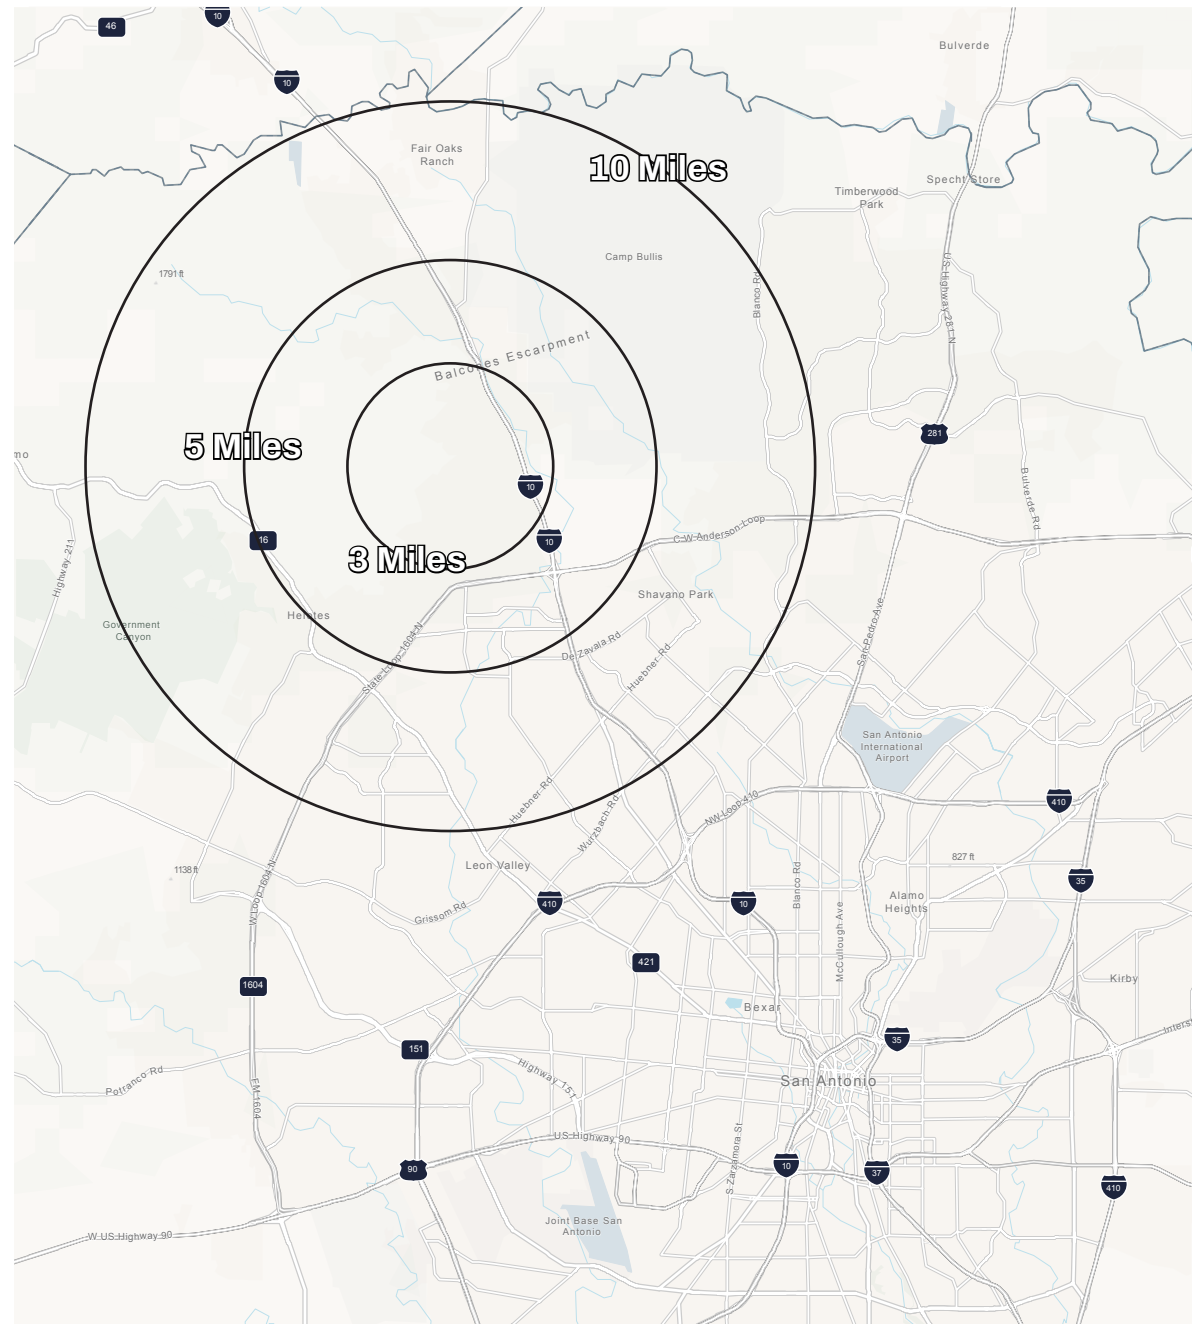 46
10
Bulverde
10
Fair Oaks
Ranch
10 Miles
Specht Store
Timberwood
Park
Camp Bullis
1791 ft
Blanco Rd
US Highway 281 N
Balcones Escarpment
281
5 Miles
mo
10
Bulverde Rd
C W Anderson Loop
16
10
3 Miles
Highway 211
Shavano Park
Helotes
Government
Canyon
San Pedro Ave
State Loop 1604 N
De Zavala Rd
Huebner Rd
San Antonio
International
Airport
Huebner Rd
Wurzbach Rd
NW Loop 410
410
827 ft
Leon Valley
1138 ft
35
W Loop 1604 N
Blanco Rd
Alamo
Heights
410
10
Grissom Rd
McCullough Ave
421
Kirby
1604
Bexar
Inters
35
151
Highway 151
San Antonio
Potranco Rd
FM 1604
US Highway 90
S Zarzamora St
90
10
37
410
Joint Base San
Antonio
W US Highway 90